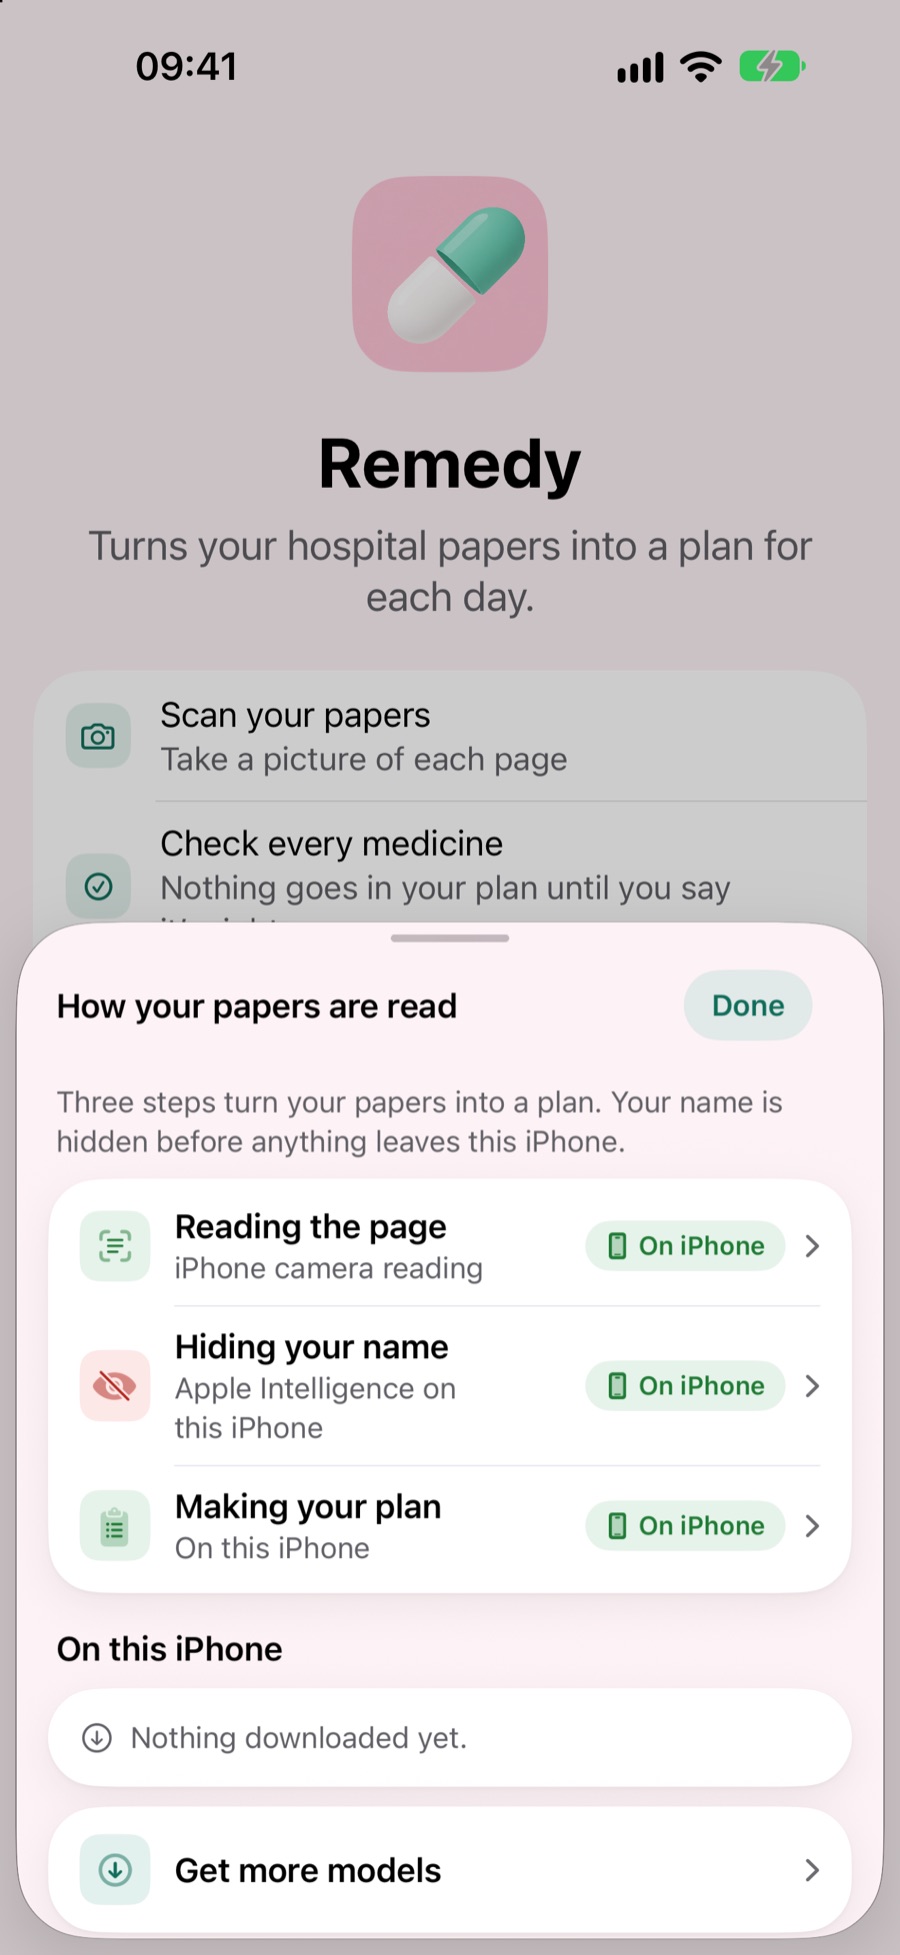 09:41
Remedy
Turns your hospital papers into a plan for
each day.
Scan your papers
Take a picture of each page
Check every medicine
Nothing goes in your plan until you say
How your papers are read
Done
Three steps turn your papers into a plan. Your name is
hidden before anything leaves this iPhone.
Reading the page
iPhone camera reading
On iPhone
Hiding your name
Apple Intelligence on
this iPhone
On iPhone
Making your plan
On this iPhone
On iPhone
On this iPhone
Nothing downloaded yet.
Get more models